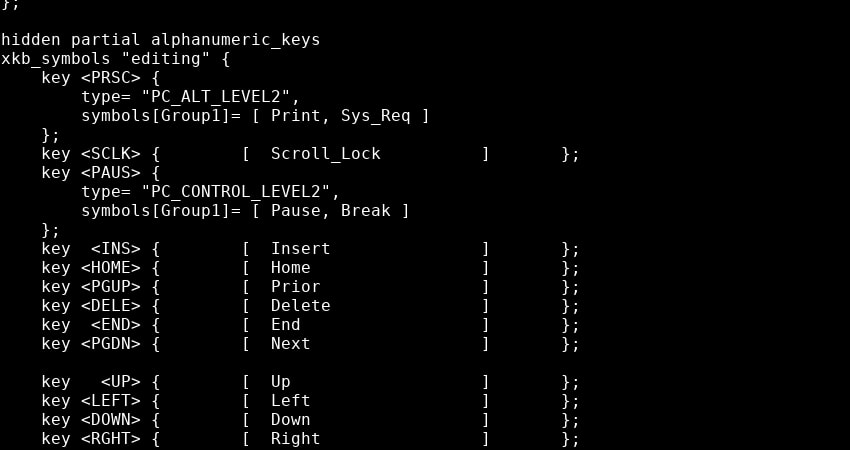 };

hidden partial alphanumeric_keys
xkb_symbols "editing" {
    key <PRSC> {
        type= "PC_ALT_LEVEL2",
        symbols[Group1]= [ Print, Sys_Req ]
    };
    key <SCLK> {        [  Scroll_Lock          ]       };
    key <PAUS> {
        type= "PC_CONTROL_LEVEL2",
        symbols[Group1]= [ Pause, Break ]
    };
    key  <INS> {        [  Insert               ]       };
    key <HOME> {        [  Home                 ]       };
    key <PGUP> {        [  Prior                ]       };
    key <DELE> {        [  Delete               ]       };
    key  <END> {        [  End                  ]       };
    key <PGDN> {        [  Next                 ]       };

    key   <UP> {        [  Up                   ]       };
    key <LEFT> {        [  Left                 ]       };
    key <DOWN> {        [  Down                 ]       };
    key <RGHT> {        [  Right                ]       };